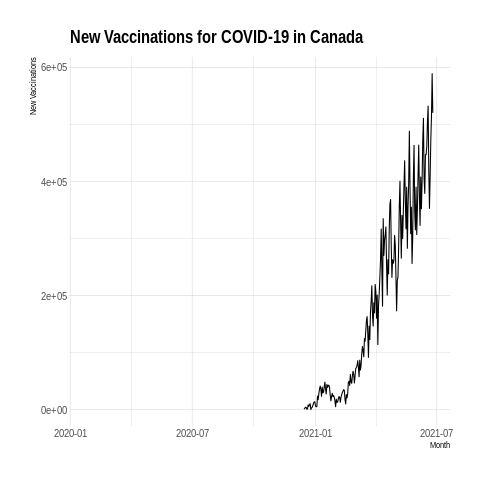 New Vaccinations for COVID-19 in Canada
New Vaccinations
6e+05
4e+05
2e+05
0e+00
2020-01 2020-07 2021-01 2021-07
Month